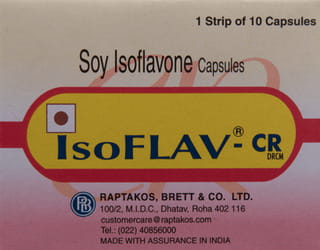 1 Strip of 10 Capsules
Soy Isoflavone Capsules
ISOFLAV®- CR
DRCM
RB RAPTAKOS, BRETT & CO. LTD.
100/2, M.I.D.C., Dhatav, Roha 402 116
customercare@raptakos.com
Tel.: (022) 40856000
MADE WITH ASSURANCE IN INDIA